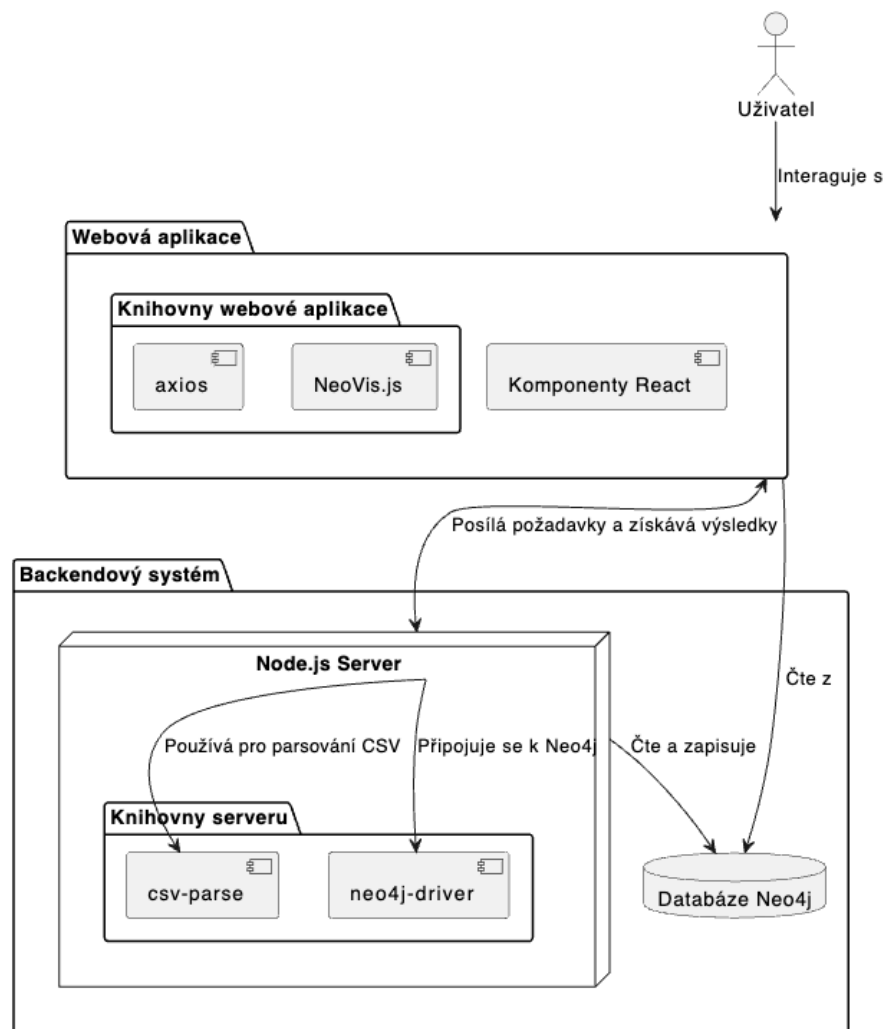 Uživatel
Interaguje s
Webová aplikace
Knihovny webové aplikace
axios
NeoVis.js
Komponenty React
Posílá požadavky a získává výsledky
Backendový systém
Node.js Server
Čte z
Používá pro parsování CSV
Připojuje se k Neo4j
Čte a zapisuje
Knihovny serveru
csv-parse
neo4j-driver
Databáze Neo4j